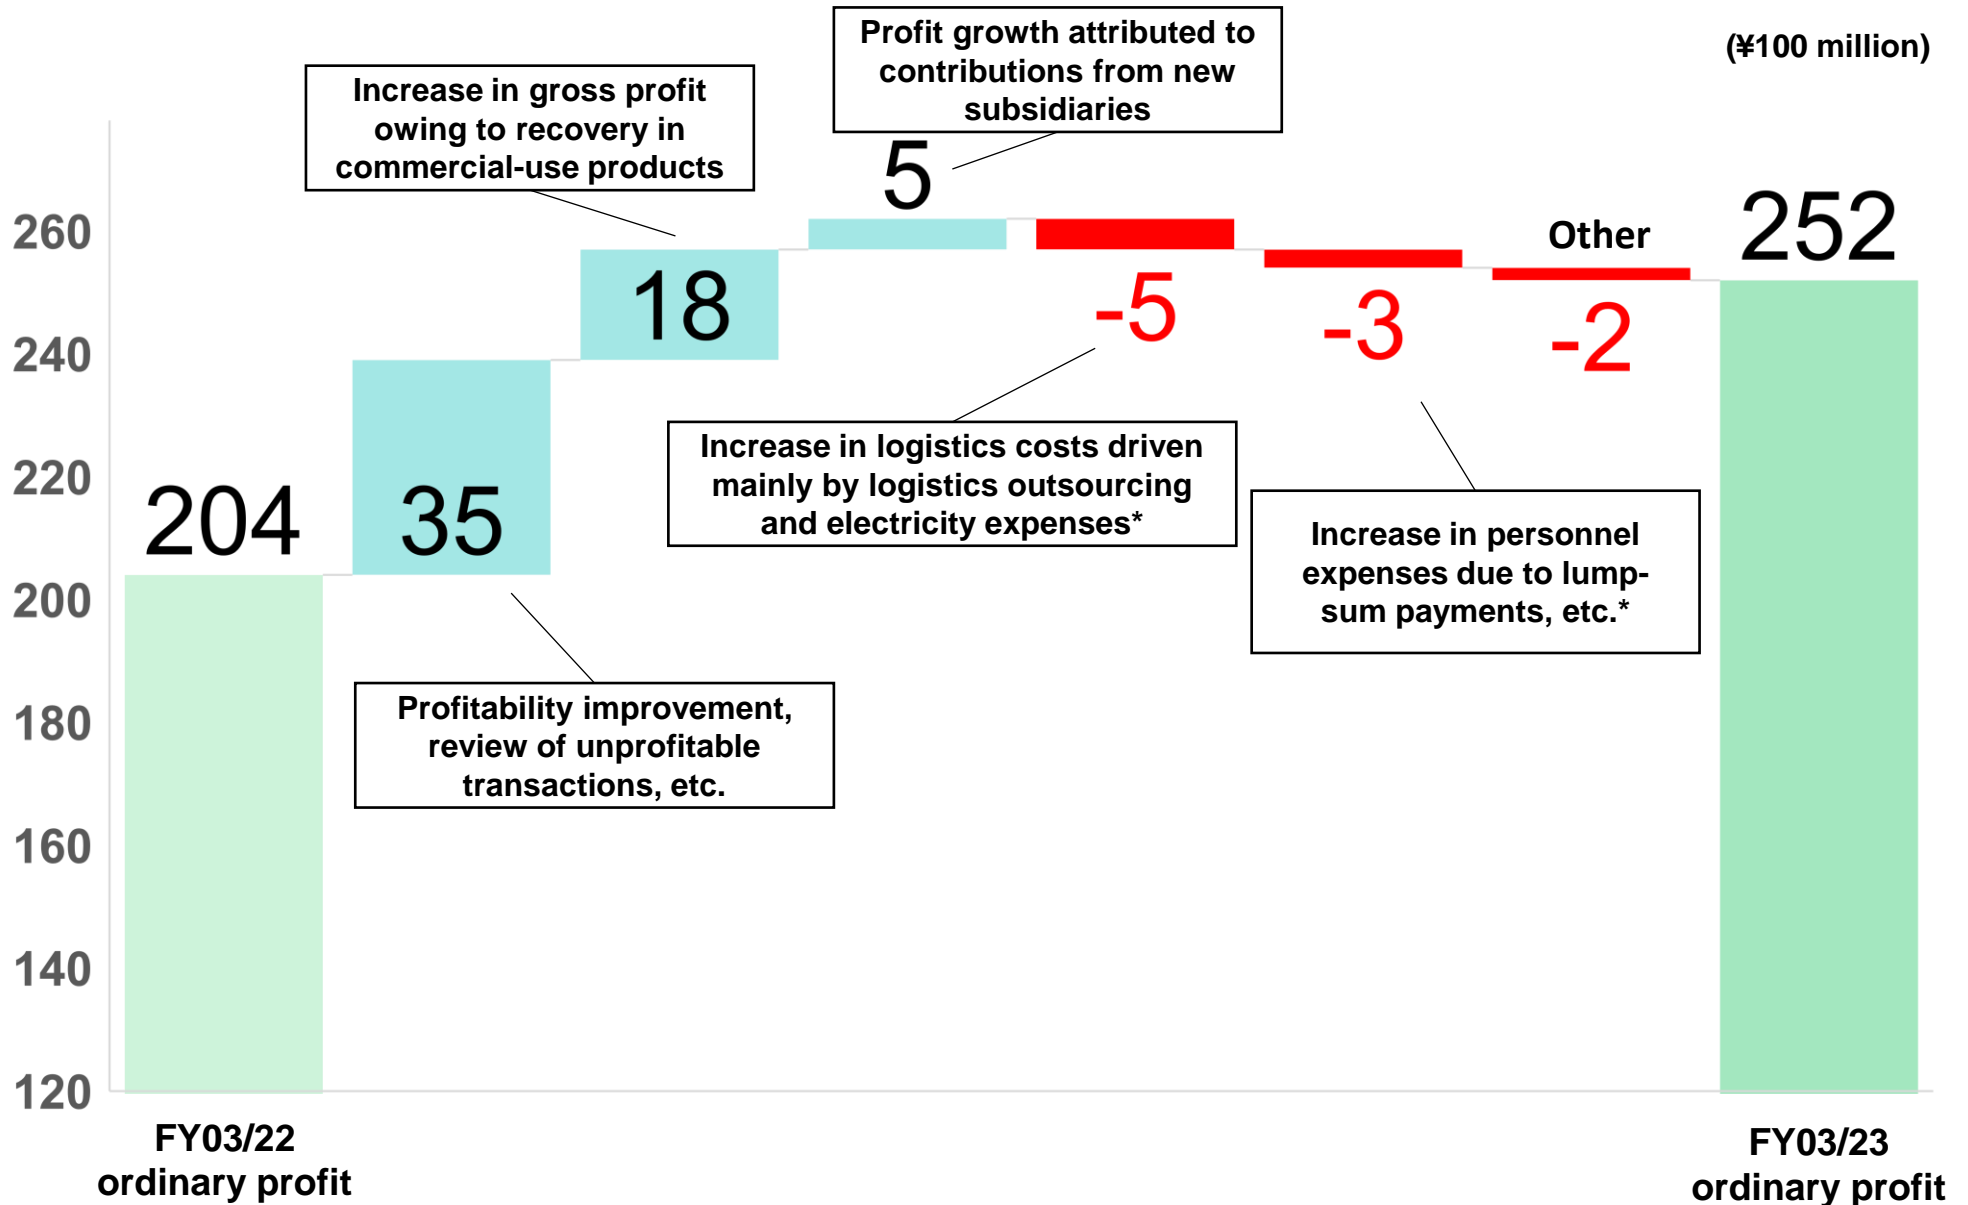 (¥100 million)
Profit growth attributed to
contributions from new
subsidiaries
Increase in gross profit
owing to recovery in
commercial-use products
5
260
240
220
200
180
160
140
120
204
35
18
-5
-3
Other
-2
252
Increase in logistics costs driven
mainly by logistics outsourcing
and electricity expenses*
Increase in personnel
expenses due to lump-
sum payments, etc.*
Profitability improvement,
review of unprofitable
transactions, etc.
FY03/22
ordinary profit
FY03/23
ordinary profit